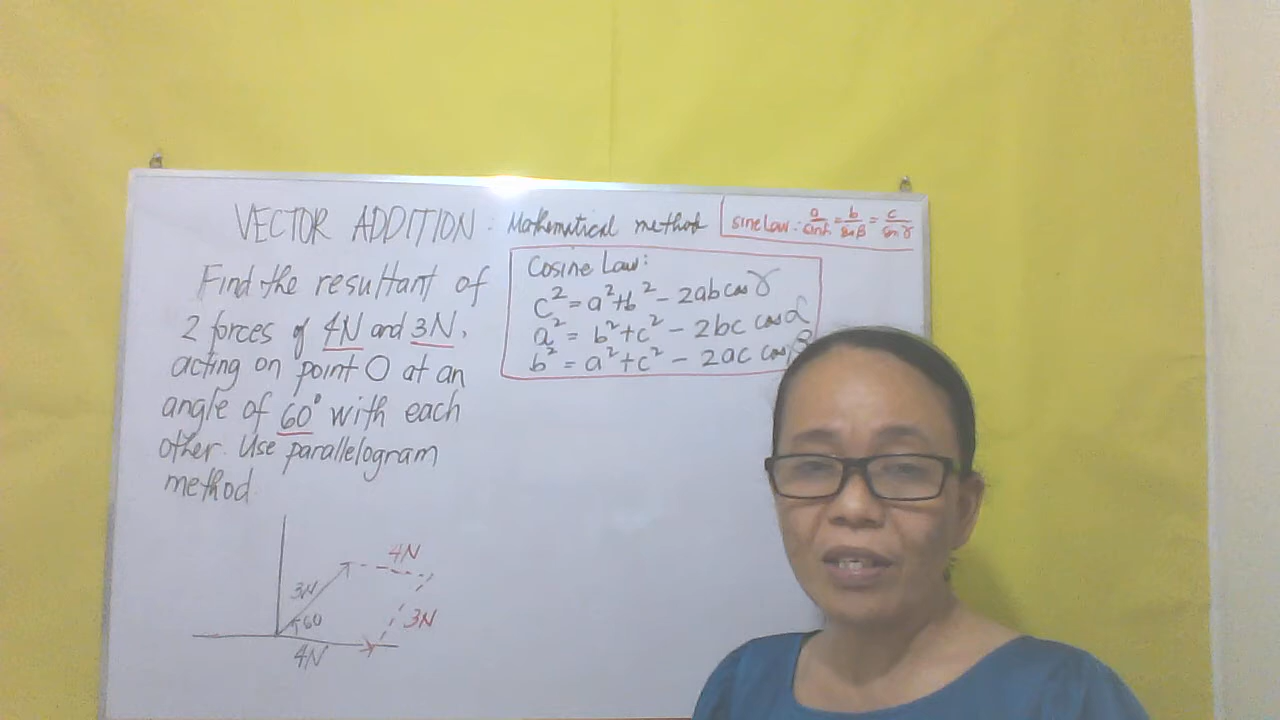 VECTOR ADDITION: Mathematical method
sine law: a/sin α = b/sin β = c/sin γ
Find the resultant of
2 forces of 4N and 3N,
acting on point O at an
angle of 60° with each
other. Use parallelogram
method.
Cosine Law:
c² = a² + b² - 2ab cos γ
a² = b² + c² - 2bc cos α
b² = a² + c² - 2ac cos β
4N
3N
60
3N
4N